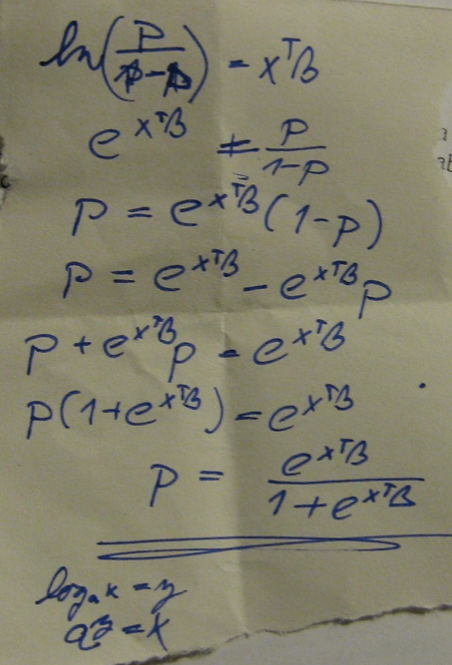 ln(p/(1-p)) = xᵀB
e^(xᵀB) = p/(1-p)
p = e^(xᵀB)(1-p)
p = e^(xᵀB) - e^(xᵀB)p
p + e^(xᵀB)p = e^(xᵀB)
p(1+e^(xᵀB)) = e^(xᵀB)
p = e^(xᵀB)/(1+e^(xᵀB))
logₐx = y
a^y = x